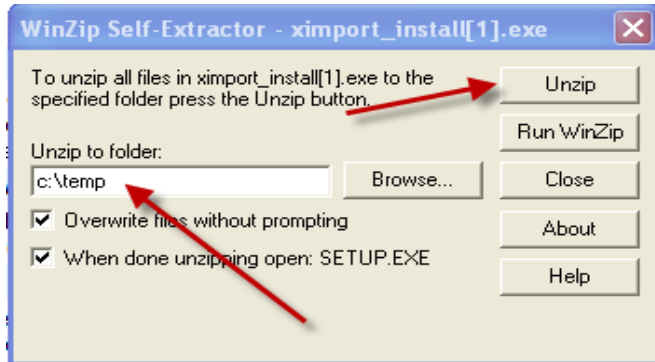 WinZip Self-Extractor - ximport_install[1].exe
To unzip all files in ximport_install[1].exe to the
specified folder press the Unzip button.
Unzip
Run WinZip
Unzip to folder:
c:\temp
Browse...
Close
Overwrite files without prompting
About
When done unzipping open: SETUP.EXE
Help